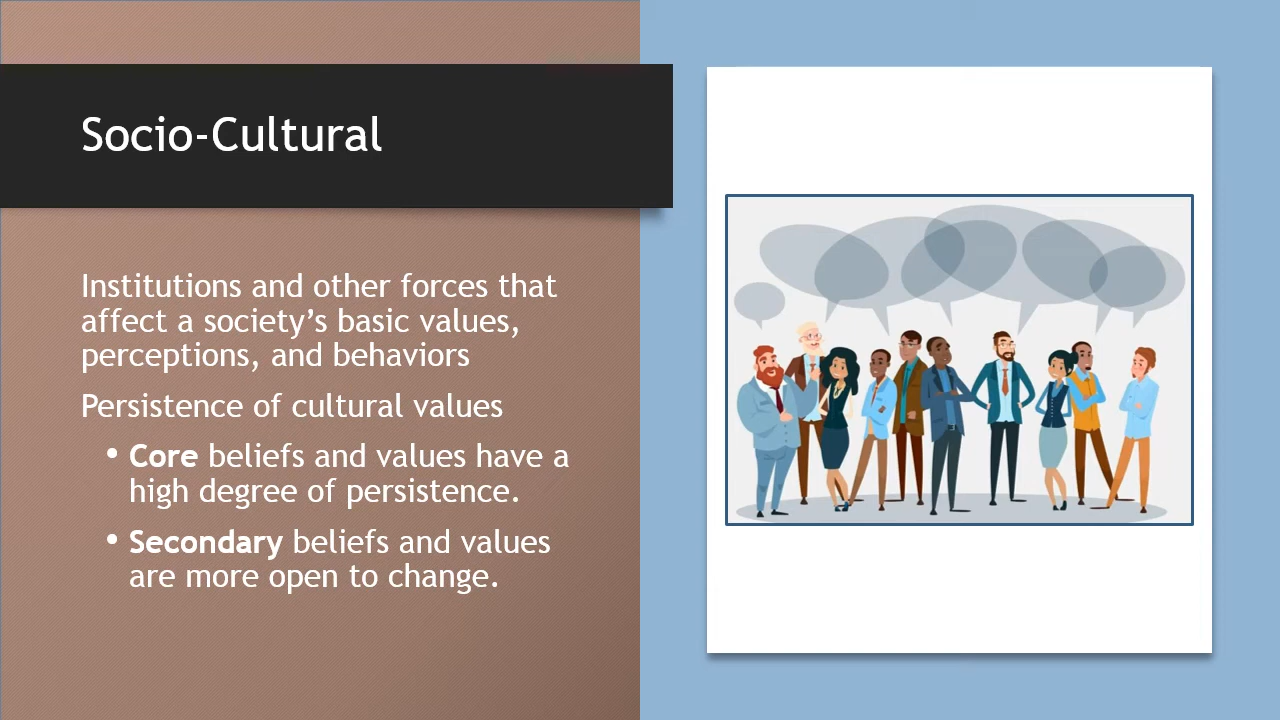 Socio-Cultural
Institutions and other forces that
affect a society’s basic values,
perceptions, and behaviors
Persistence of cultural values
• Core beliefs and values have a
high degree of persistence.
• Secondary beliefs and values
are more open to change.